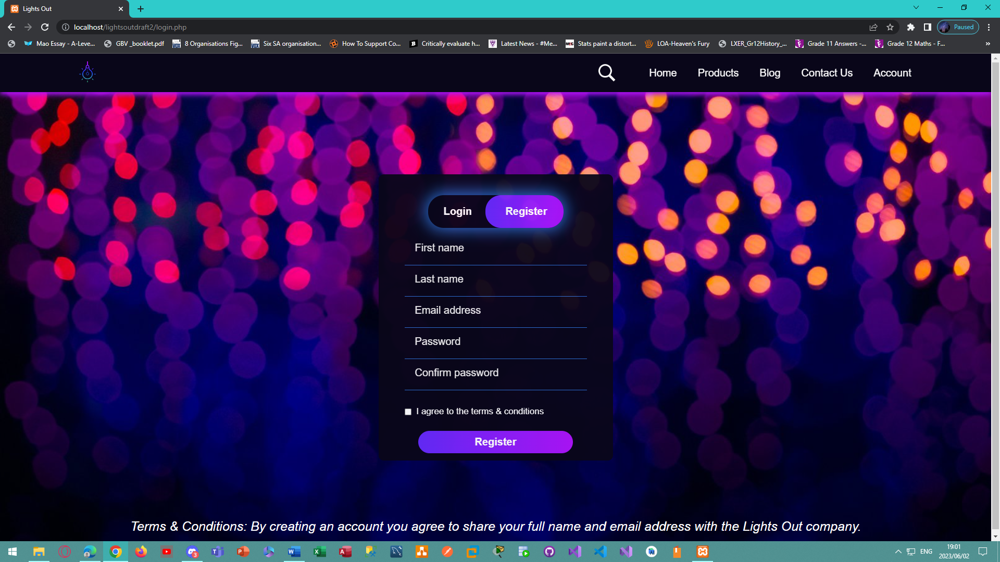 Lights Out
localhost/lightsoutdraft2/login.php
Paused
Mao Essay - A-Leve...
GBV _booklet.pdf
8 Organisations Fig...
Six SA organisation...
How To Support Co...
Critically evaluate h...
Latest News - #Me...
Stats paint a distort...
LOA-Heaven's Fury
LXER_Gr12History_...
Grade 11 Answers -...
Grade 12 Maths - F...
Home
Products
Blog
Contact Us
Account
Login
Register
First name
Last name
Email address
Password
Confirm password
I agree to the terms & conditions
Register
Terms & Conditions: By creating an account you agree to share your full name and email address with the Lights Out company.
3
ENG
19:01
2023/06/02